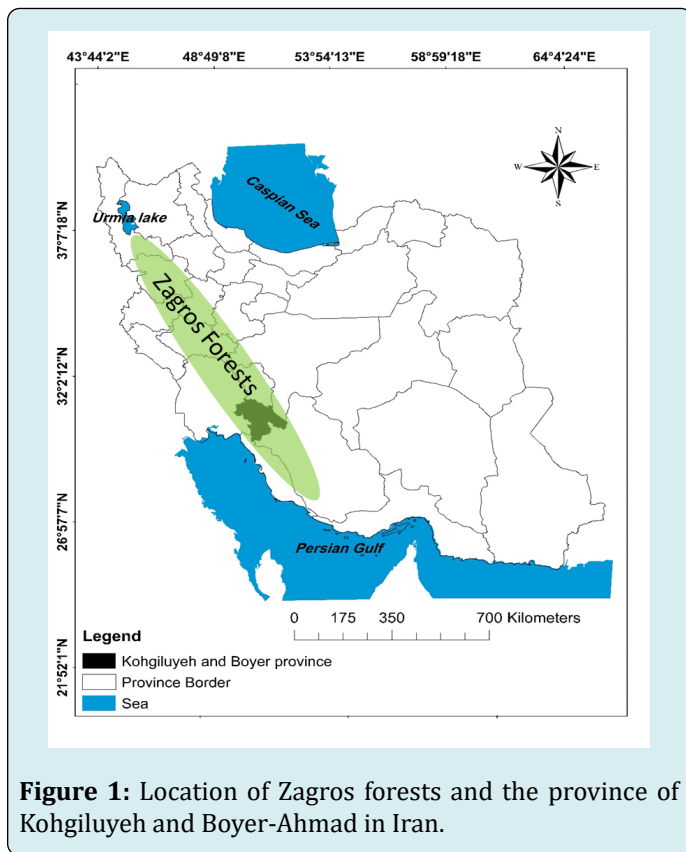 43°44'2"E 48°49'8"E 53°54'13"E 58°59'18"E 64°4'24"E
N
W E
S
37°7'18"N
32°2'12"N
26°57'7"N
21°52'1"N
Caspian Sea
Urmia lake
Zagros Forests
Persian Gulf
0 175 350 700 Kilometers
Legend
Kohgiluyeh and Boyer province
Province Border
Sea
Figure 1: Location of Zagros forests and the province of
Kohgiluyeh and Boyer-Ahmad in Iran.